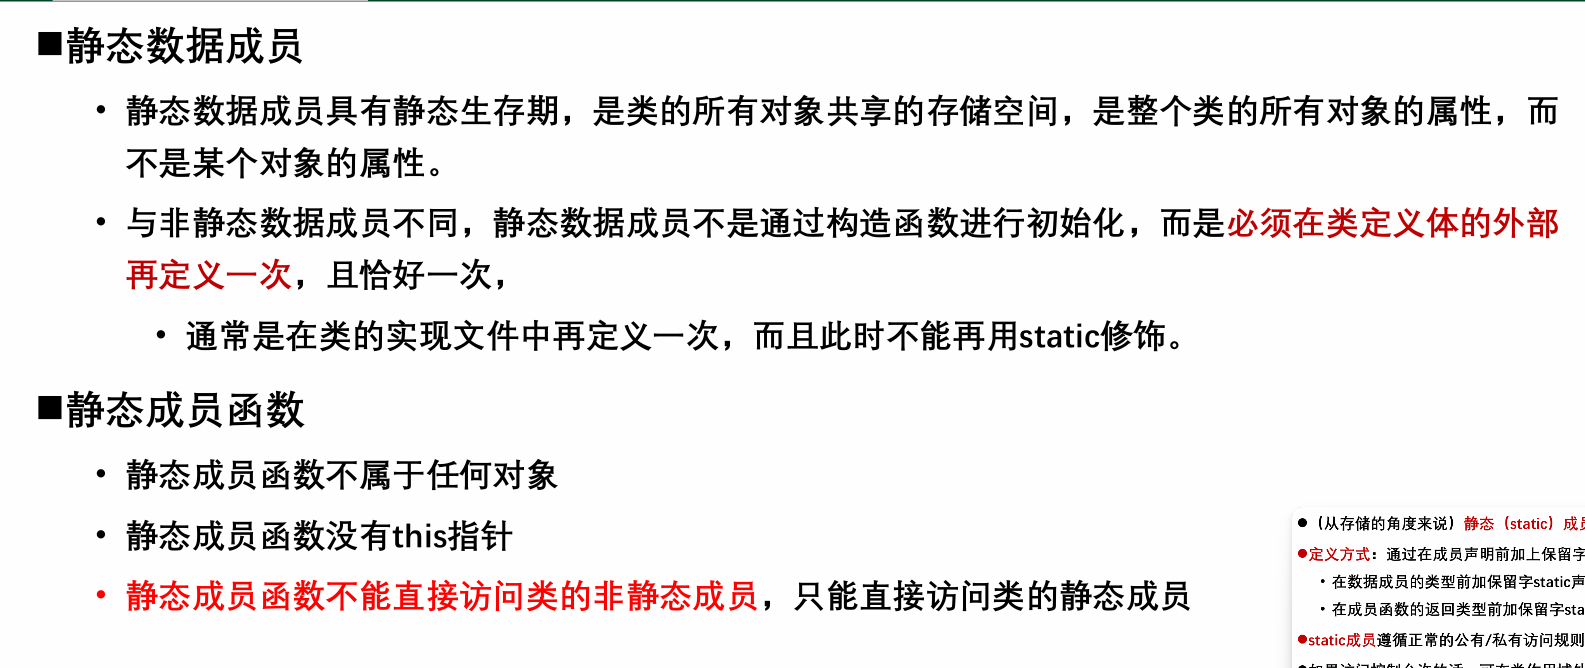 ■静态数据成员
• 静态数据成员具有静态生存期，是类的所有对象共享的存储空间，是整个类的所有对象的属性，而
不是某个对象的属性。
• 与非静态数据成员不同，静态数据成员不是通过构造函数进行初始化，而是必须在类定义体的外部
再定义一次，且恰好一次，
• 通常是在类的实现文件中再定义一次，而且此时不能再用static修饰。
■静态成员函数
• 静态成员函数不属于任何对象
• 静态成员函数没有this指针
• 静态成员函数不能直接访问类的非静态成员，只能直接访问类的静态成员
●（从存储的角度来说）静态（static）成员
●定义方式：通过在成员声明前加上保留字
• 在数据成员的类型前加保留字static声
• 在成员函数的返回类型前加保留字sta
●static成员遵循正常的公有/私有访问规则